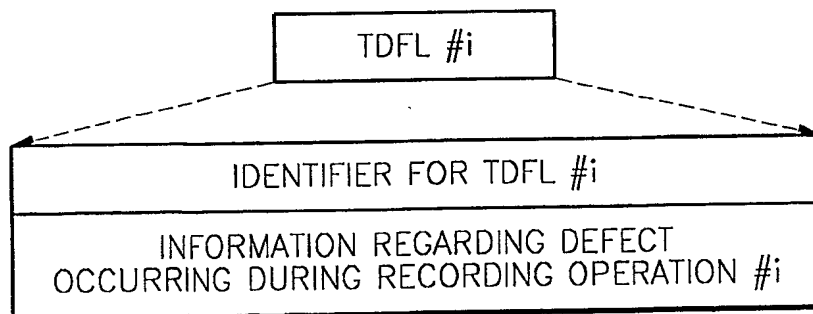 TDFL #i
IDENTIFIER FOR TDFL #i
INFORMATION REGARDING DEFECT
OCCURRING DURING RECORDING OPERATION #i